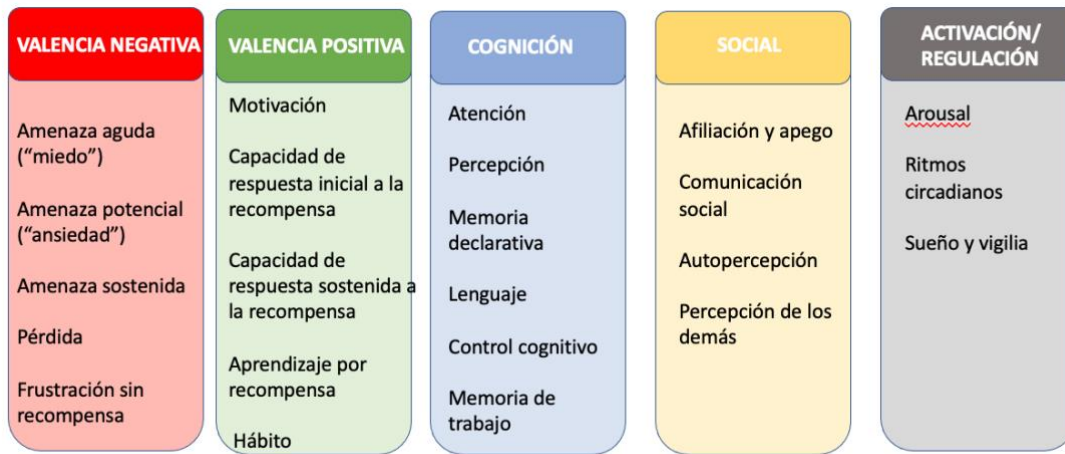 VALENCIA NEGATIVA
Amenaza aguda
(“miedo”)
Amenaza potencial
(“ansiedad”)
Amenaza sostenida
Pérdida
Frustración sin
recompensa
VALENCIA POSITIVA
Motivación
Capacidad de
respuesta inicial a la
recompensa
Capacidad de
respuesta sostenida a
la recompensa
Aprendizaje por
recompensa
Hábito
COGNICIÓN
Atención
Percepción
Memoria
declarativa
Lenguaje
Control cognitivo
Memoria de
trabajo
SOCIAL
Afiliación y apego
Comunicación
social
Autopercepción
Percepción de los
demás
ACTIVACIÓN/
REGULACIÓN
Arousal
Ritmos
circadianos
Sueño y vigilia